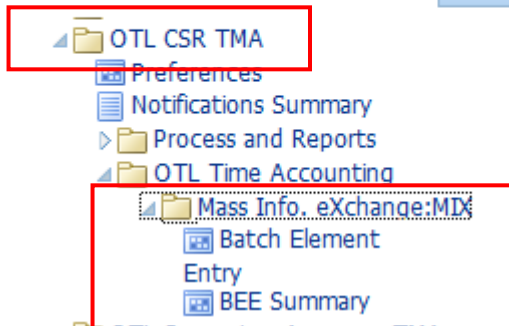 OTL CSR TMA
Preferences
Notifications Summary
Process and Reports
OTL Time Accounting
Mass Info. eXchange:MIX
Batch Element
Entry
BEE Summary